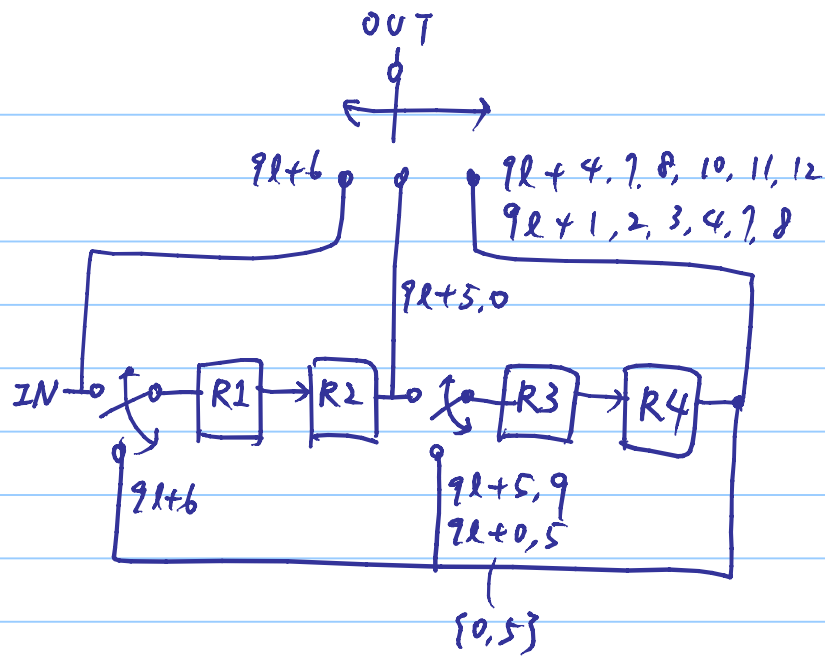 OUT
9l+6
9l+4, 7, 8, 10, 11, 12
9l+1, 2, 3, 4, 7, 8
9l+5, 0
IN
R1
R2
R3
R4
9l+6
9l+5, 9
9l+0, 5
{0, 5}